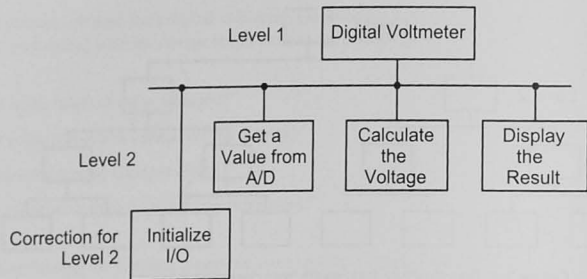 Level 1
Digital Voltmeter
Level 2
Get a
Value from
A/D
Calculate
the
Voltage
Display
the
Result
Correction for
Level 2
Initialize
I/O